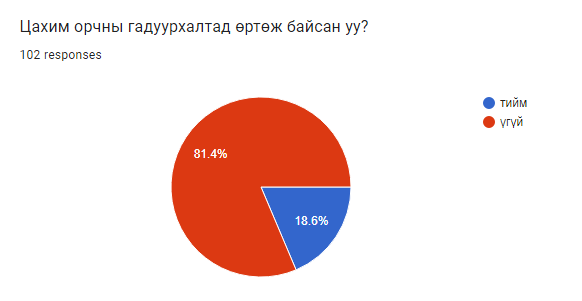 Цахим орчны гадуурхалтад өртөж байсан уу?
102 responses
тийм
үгүй
81.4%
18.6%